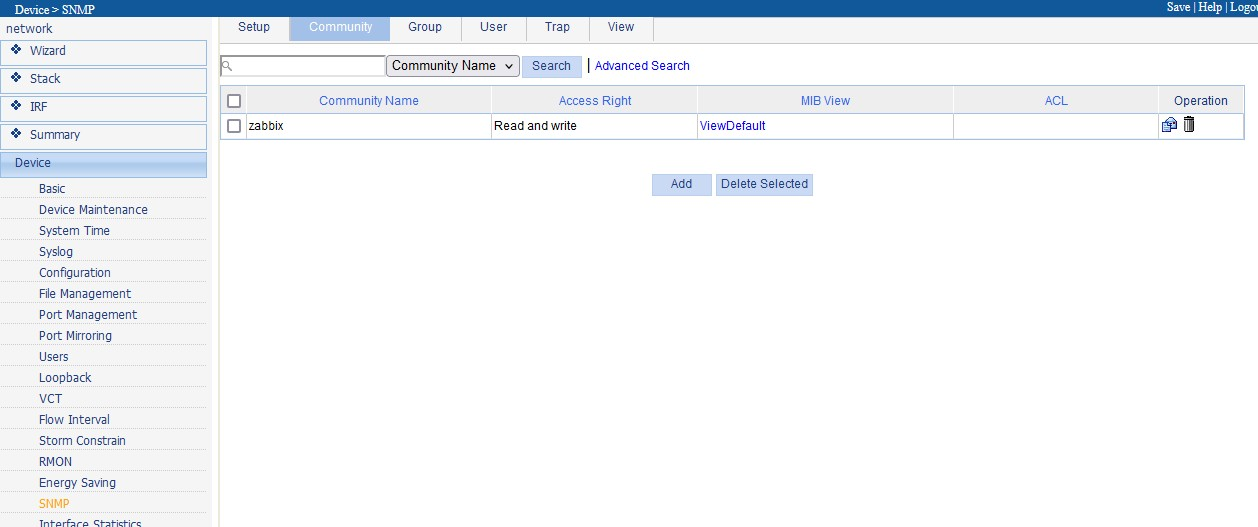 Device > SNMP
Save | Help | Logou
network
Setup
Community
Group
User
Trap
View
Wizard
Stack
IRF
Summary
Device
Basic
Device Maintenance
System Time
Syslog
Configuration
File Management
Port Management
Port Mirroring
Users
Loopback
VCT
Flow Interval
Storm Constrain
RMON
Energy Saving
SNMP
Interface Statistics
Community Name
Search | Advanced Search
Community Name Access Right MIB View ACL Operation
zabbix Read and write ViewDefault
Add Delete Selected